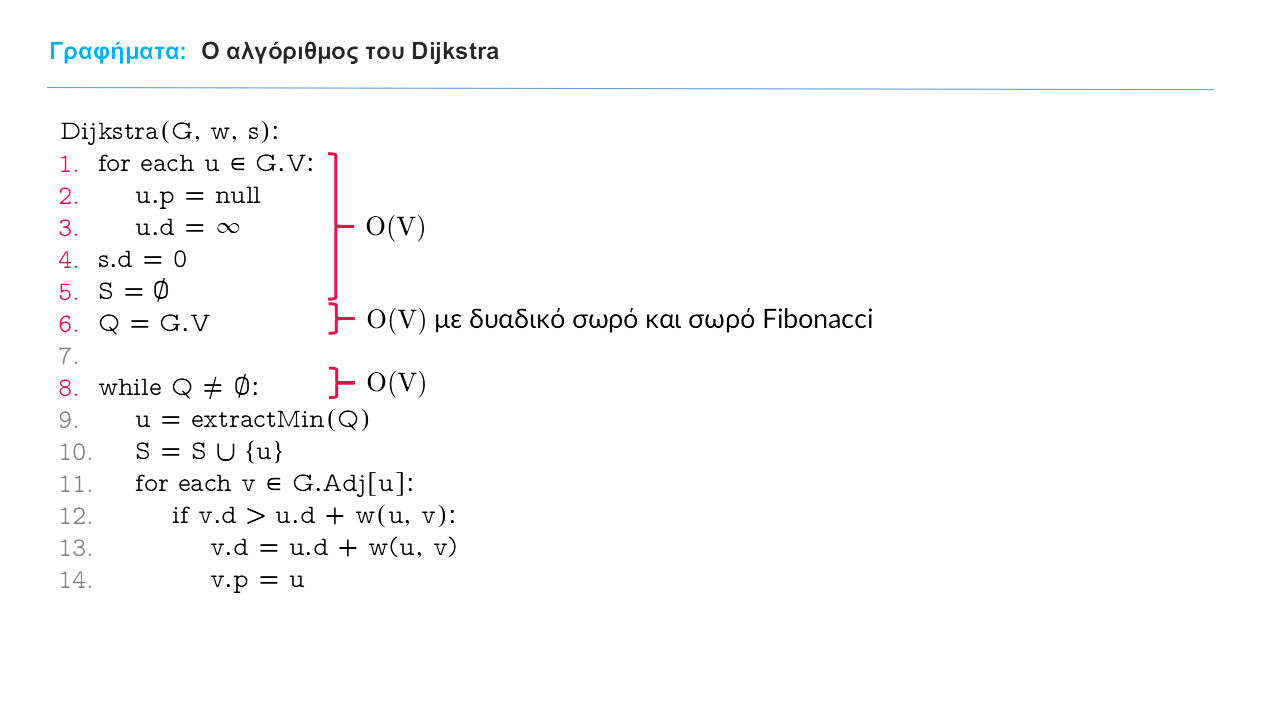 Γραφήματα: Ο αλγόριθμος του Dijkstra
Dijkstra(G, w, s):
1. for each u ∈ G.V:
2. u.p = null
3. u.d = ∞
O(V)
4. s.d = 0
5. S = ∅
6. Q = G.V
O(V) με δυαδικό σωρό και σωρό Fibonacci
7.
8. while Q ≠ ∅:
O(V)
9. u = extractMin(Q)
10. S = S ∪ {u}
11. for each v ∈ G.Adj[u]:
12. if v.d > u.d + w(u, v):
13. v.d = u.d + w(u, v)
14. v.p = u